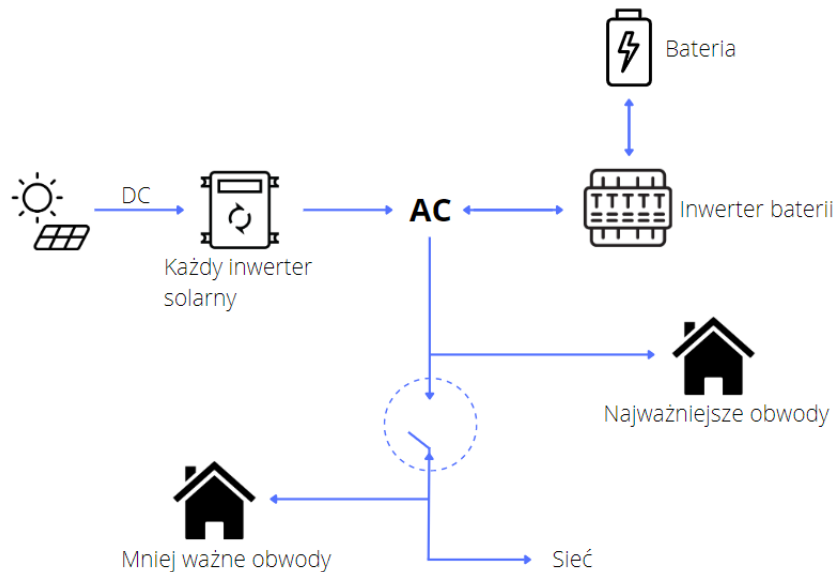 Bateria
DC
AC
Inwerter baterii
Każdy inwerter
solarny
Najważniejsze obwody
Mniej ważne obwody
Sieć